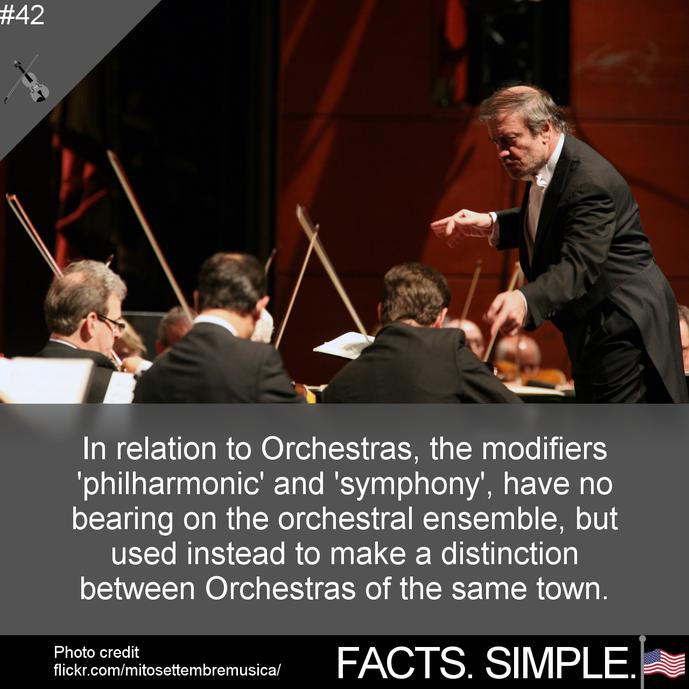 #42
In relation to Orchestras, the modifiers
'philharmonic' and 'symphony', have no
bearing on the orchestral ensemble, but
used instead to make a distinction
between Orchestras of the same town.
Photo credit
flickr.com/mitosettembremusica/
FACTS. SIMPLE.